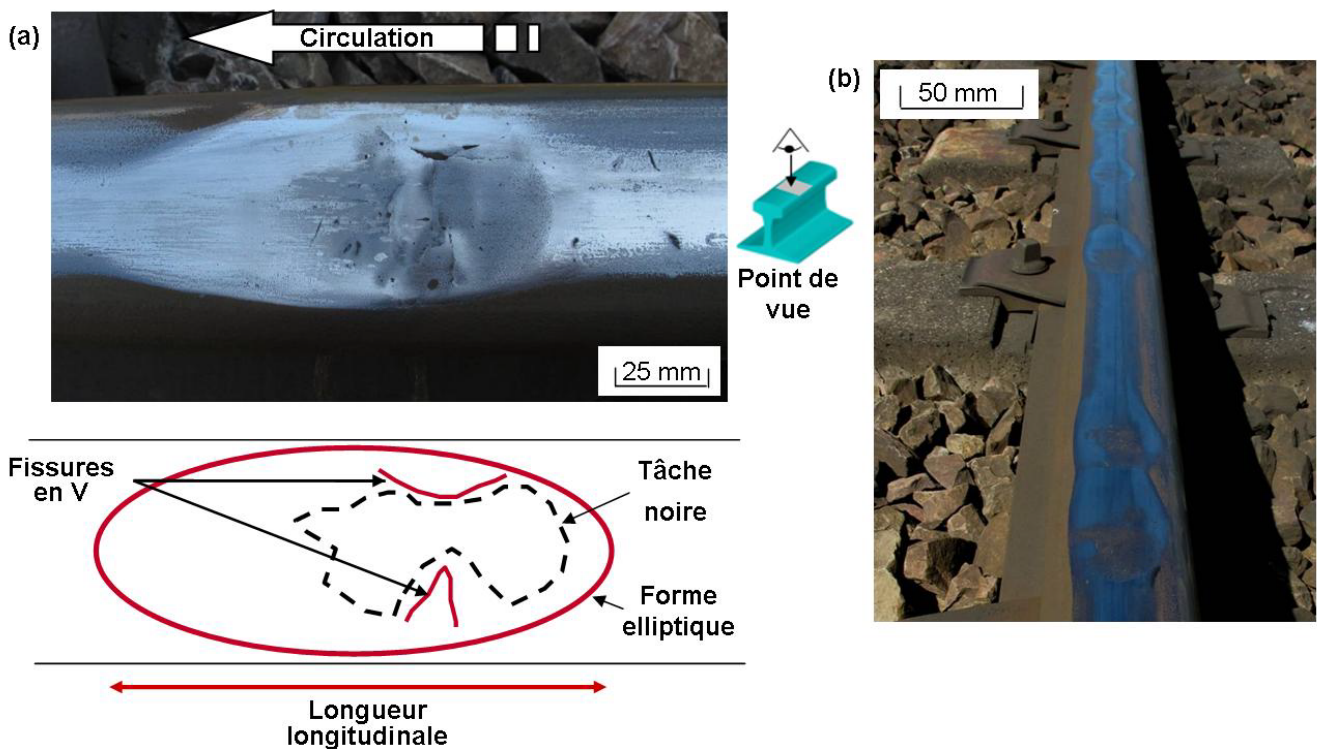 (a)
Circulation
25 mm
Point de
vue
(b)
50 mm
Fissures
en V
Tâche
noire
Forme
elliptique
Longueur
longitudinale